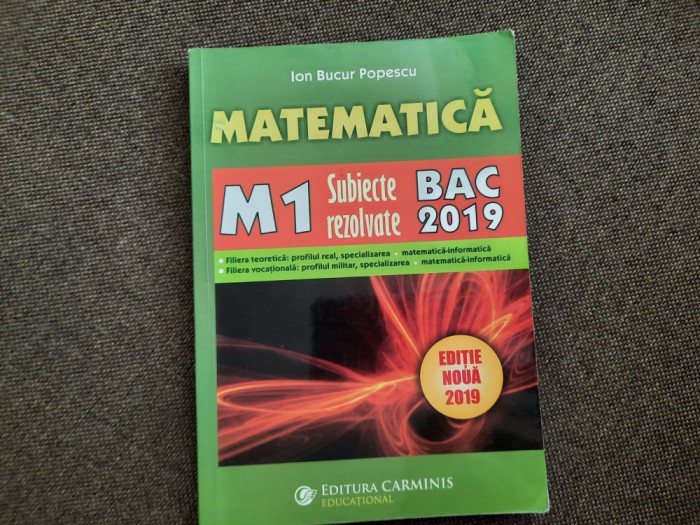 Ion Bucur Popescu
MATEMATICĂ
M1 Subiecte rezolvate BAC 2019
• Filiera teoretică: profilul real, specializarea • matematică-informatică
• Filiera vocațională: profilul militar, specializarea • matematică-informatică
EDIȚIE
NOUĂ
2019
EDITURA CARMINIS
EDUCAȚIONAL